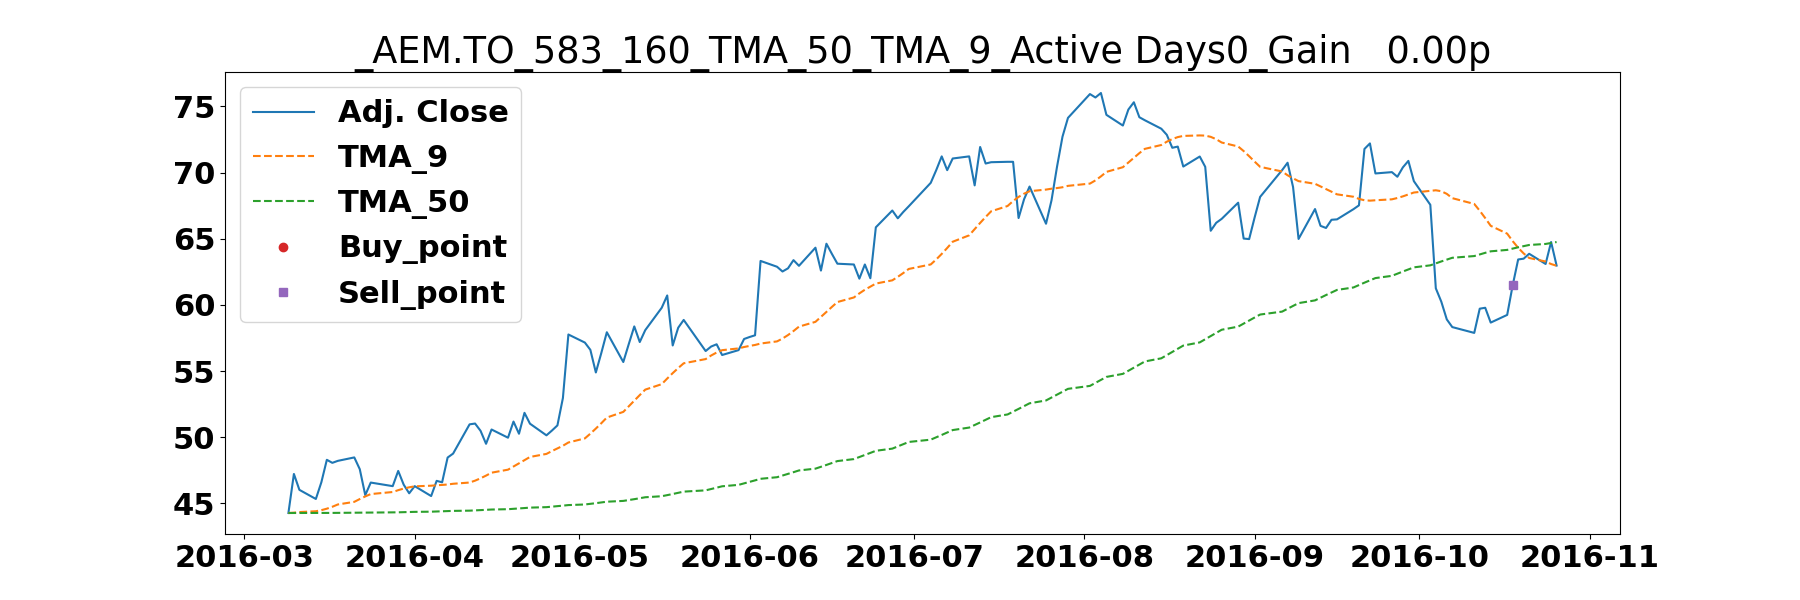 _AEM.TO_583_160_TMA_50_TMA_9_Active Days0_Gain   0.00p
Adj. Close
TMA_9
TMA_50
Buy_point
Sell_point
75
70
65
60
55
50
45
2016-03 2016-04 2016-05 2016-06 2016-07 2016-08 2016-09 2016-10 2016-11